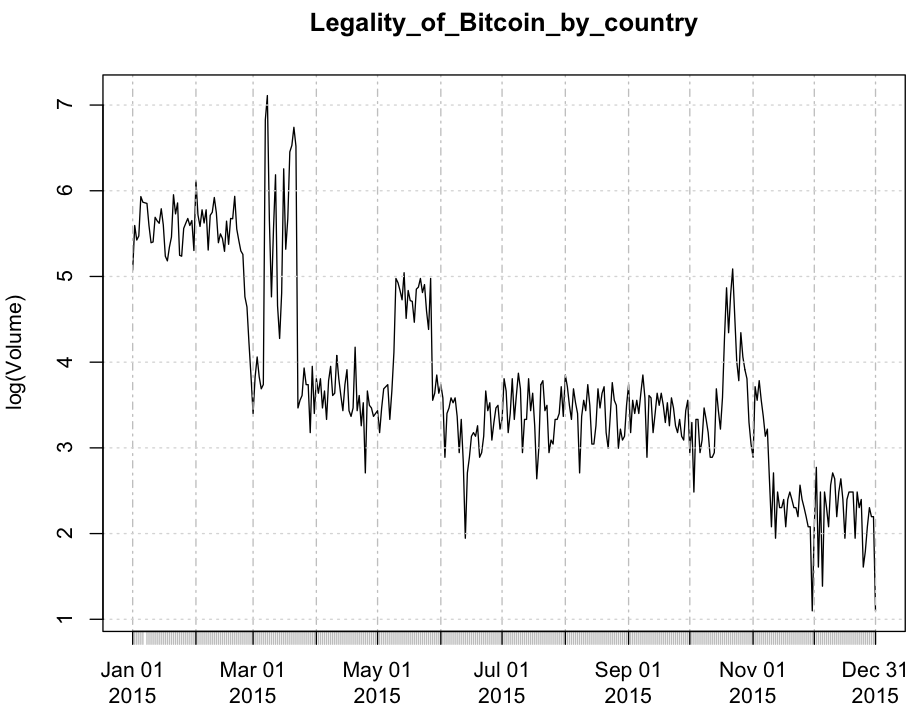 Legality_of_Bitcoin_by_country
log(Volume)
7
6
5
4
3
2
1
Jan 01 Mar 01 May 01 Jul 01 Sep 01 Nov 01 Dec 31
2015 2015 2015 2015 2015 2015 2015